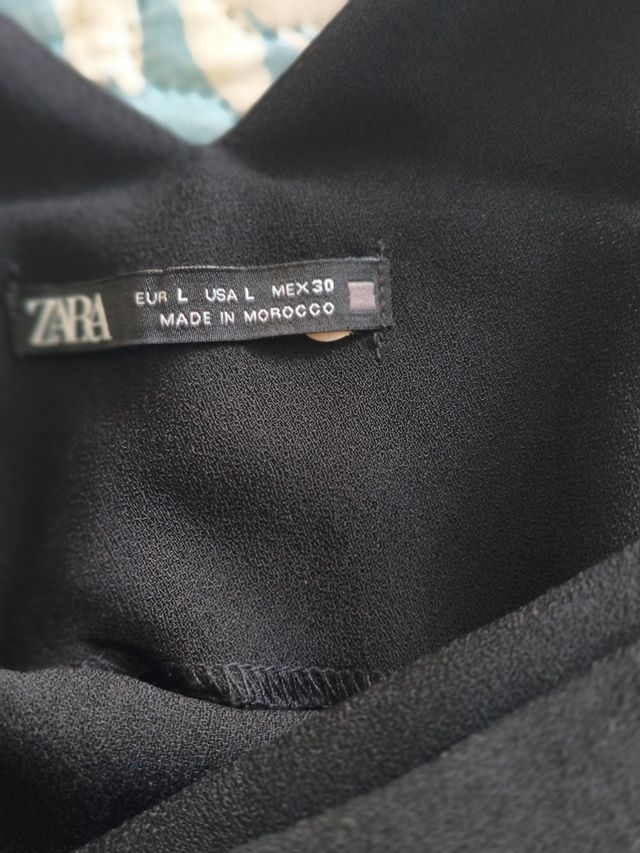 ZARA
EUR L USA L MEX 30
MADE IN MOROCCO